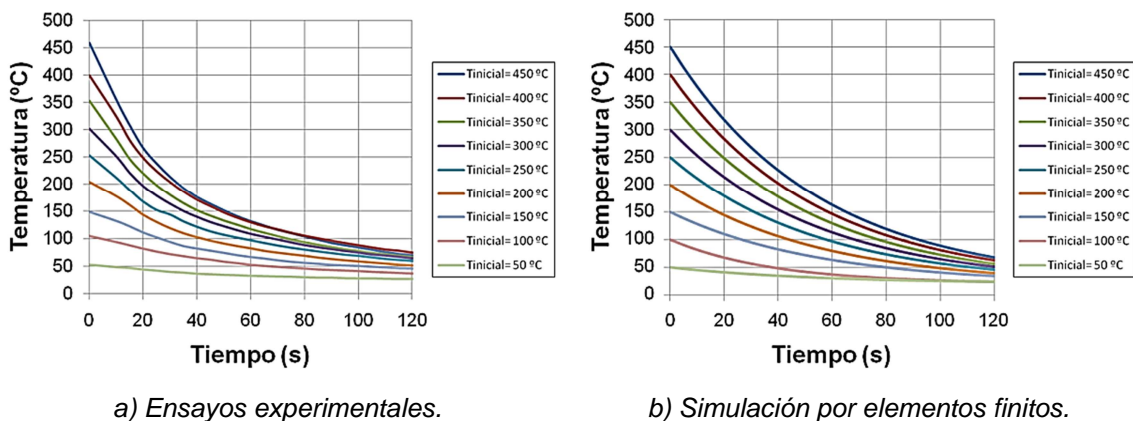 500
450
400
350
300
250
200
150
100
50
0
Temperatura (ºC)
0 20 40 60 80 100 120
Tiempo (s)
Tinicial= 450 ºC
Tinicial= 400 ºC
Tinicial= 350 ºC
Tinicial= 300 ºC
Tinicial= 250 ºC
Tinicial= 200 ºC
Tinicial= 150 ºC
Tinicial= 100 ºC
Tinicial= 50 ºC
a) Ensayos experimentales.
500
450
400
350
300
250
200
150
100
50
0
Temperatura (ºC)
0 20 40 60 80 100 120
Tiempo (s)
Tinicial= 450 ºC
Tinicial= 400 ºC
Tinicial= 350 ºC
Tinicial= 300 ºC
Tinicial= 250 ºC
Tinicial= 200 ºC
Tinicial= 150 ºC
Tinicial= 100 ºC
Tinicial= 50 ºC
b) Simulación por elementos finitos.